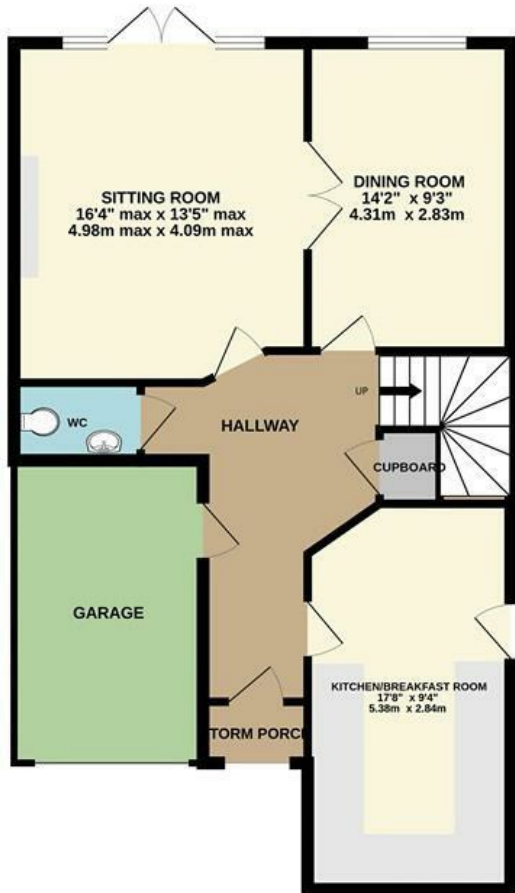 SITTING ROOM
16'4" max x 13'5" max
4.98m max x 4.09m max
DINING ROOM
14'2" x 9'3"
4.31m x 2.83m
UP
WC
HALLWAY
CUPBOARD
GARAGE
KITCHEN/BREAKFAST ROOM
17'8" x 9'4"
5.38m x 2.84m
TORM PORC